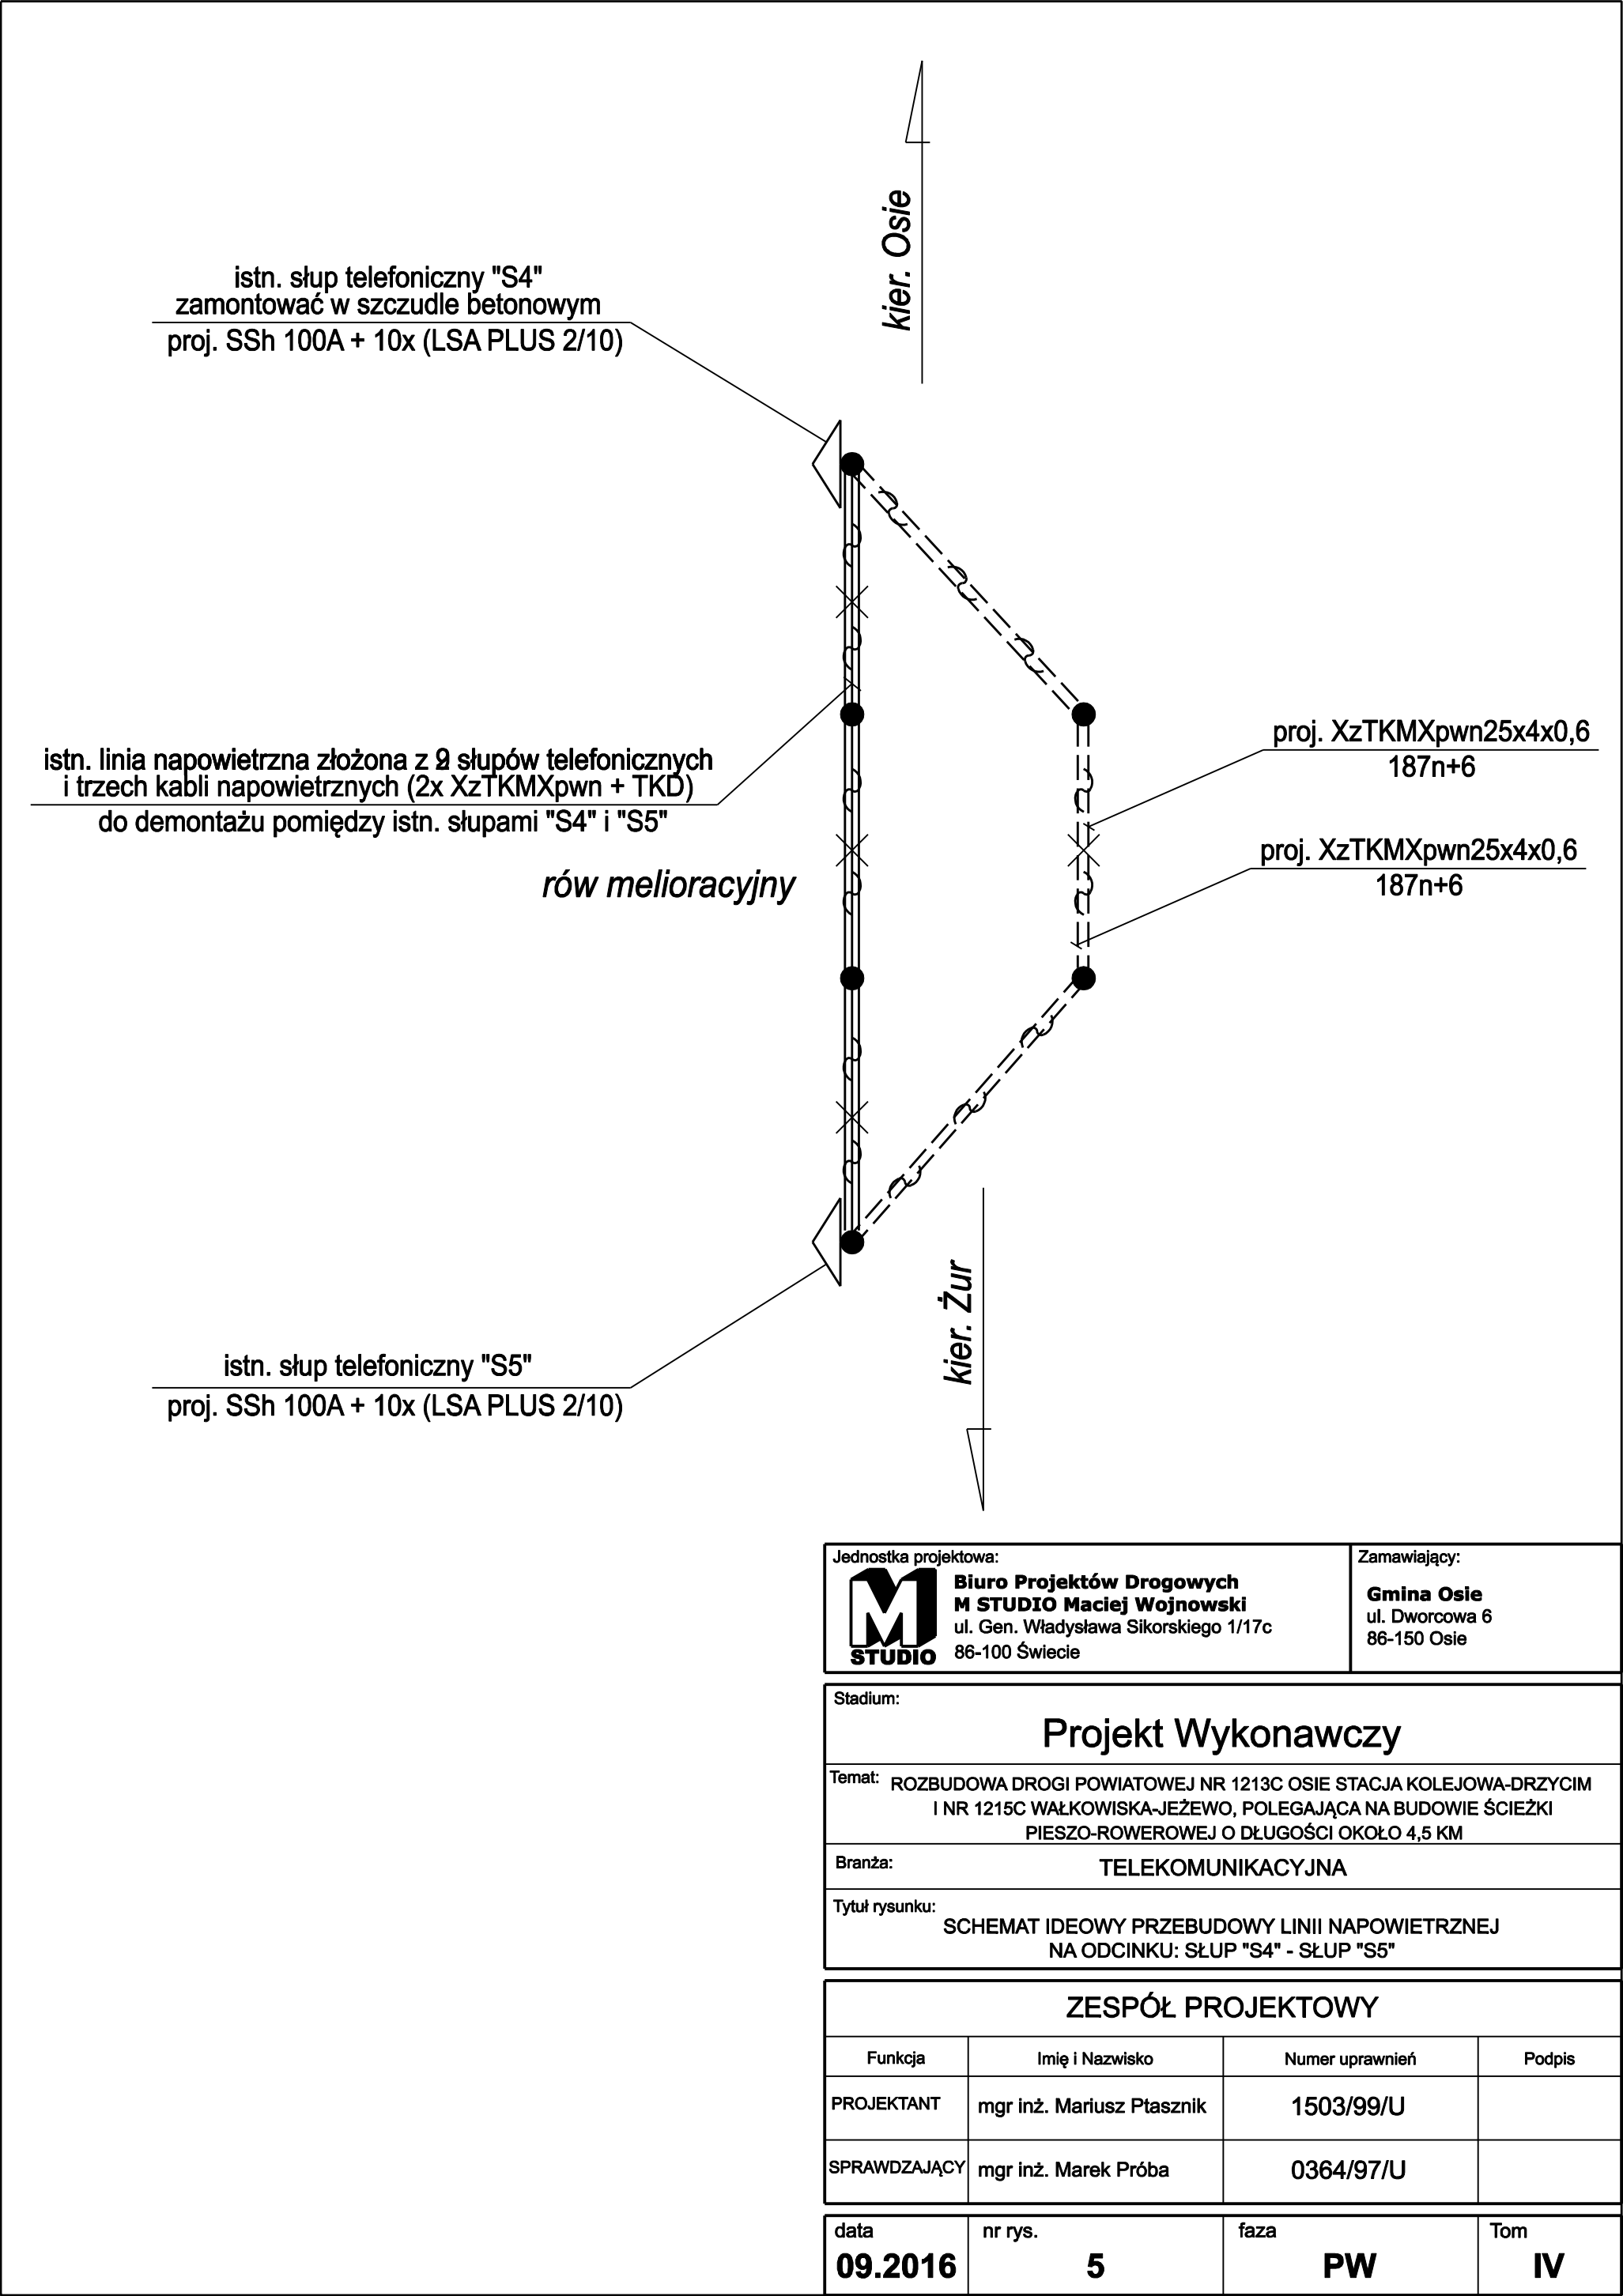 kier. Osie
istn. słup telefoniczny "S4"
zamontować w szczudle betonowym
proj. SSh 100A + 10x (LSA PLUS 2/10)
proj. XzTKMXpwn25x4x0,6
187n+6
istn. linia napowietrzna złożona z słupów telefonicznych
i trzech kabli napowietrznych (2x XzTKMXpwn + TKD)
do demontażu pomiędzy istn. słupami "S4" i "S5"
proj. XzTKMXpwn25x4x0,6
187n+6
rów melioracyjny
kier. Żur
istn. słup telefoniczny "S5"
proj. SSh 100A + 10x (LSA PLUS 2/10)
Jednostka projektowa:
M
M
STUDIO
Biuro Projektów Drogowych
M STUDIO Maciej Wojnowski
ul. Gen. Władysława Sikorskiego 1/17c
86-100 Świecie
Zamawiający:
Gmina Osie
ul. Dworcowa 6
86-150 Osie
Stadium:
Projekt Wykonawczy
Temat:
ROZBUDOWA DROGI POWIATOWEJ NR 1213C OSIE STACJA KOLEJOWA-DRZYCIM
I NR 1215C WAŁKOWISKA-JEŻEWO, POLEGAJĄCA NA BUDOWIE ŚCIEŻKI
PIESZO-ROWEROWEJ O DŁUGOŚCI OKOŁO 4,5 KM
Branża:
TELEKOMUNIKACYJNA
Tytuł rysunku:
SCHEMAT IDEOWY PRZEBUDOWY LINII NAPOWIETRZNEJ
NA ODCINKU: SŁUP "S4" - SŁUP "S5"
ZESPÓŁ PROJEKTOWY
Funkcja Imię i Nazwisko Numer uprawnień Podpis
PROJEKTANT mgr inż. Mariusz Ptasznik 1503/99/U
SPRAWDZAJĄCY mgr inż. Marek Próba 0364/97/U
data nr rys. faza Tom
09.2016 5 PW IV